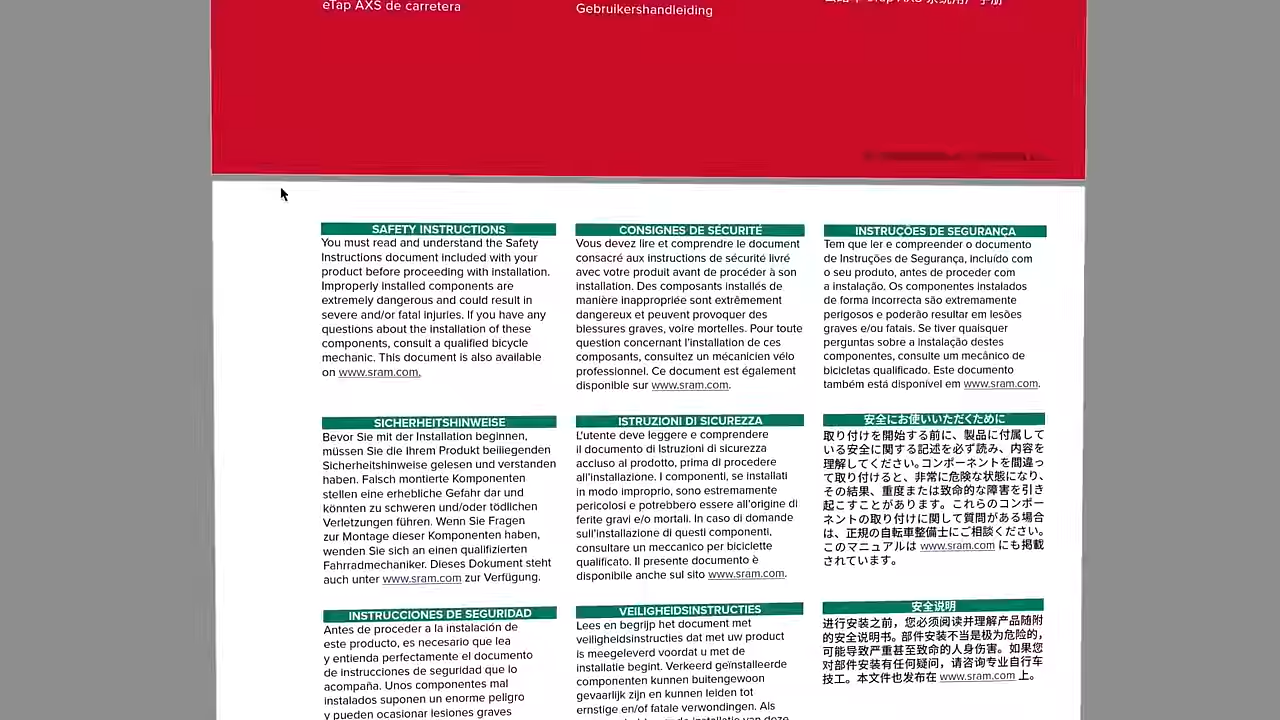 eTap AXS de carretera
Gebruikershandleiding
SAFETY INSTRUCTIONS
You must read and understand the Safety
Instructions document included with your
product before proceeding with installation.
Improperly installed components are
extremely dangerous and could result in
severe and/or fatal injuries. If you have any
questions about the installation of these
components, consult a qualified bicycle
mechanic. This document is also available
on www.sram.com.
CONSIGNES DE SÉCURITÉ
Vous devez lire et comprendre le document
consacré aux instructions de sécurité livré
avec votre produit avant de procéder à son
installation. Des composants installés de
manière inappropriée sont extrêmement
dangereux et peuvent provoquer des
blessures graves, voire mortelles. Pour toute
question concernant l'installation de ces
composants, consultez un mécanicien vélo
professionnel. Ce document est également
disponible sur www.sram.com.
INSTRUÇÕES DE SEGURANÇA
Tem que ler e compreender o documento
de Instruções de Segurança, incluído com
o seu produto, antes de proceder com
a instalação. Os componentes instalados
de forma incorrecta são extremamente
perigosos e poderão resultar em lesões
graves e/ou fatais. Se tiver quaisquer
perguntas sobre a instalação destes
componentes, consulte um mecânico de
bicicletas qualificado. Este documento
também está disponível em www.sram.com.
SICHERHEITSHINWEISE
Bevor Sie mit der Installation beginnen,
müssen Sie die Ihrem Produkt beiliegenden
Sicherheitshinweise gelesen und verstanden
haben. Falsch montierte Komponenten
stellen eine erhebliche Gefahr dar und
könnten zu schweren und/oder tödlichen
Verletzungen führen. Wenn Sie Fragen
zur Montage dieser Komponenten haben,
wenden Sie sich an einen qualifizierten
Fahrradmechaniker. Dieses Dokument steht
auch unter www.sram.com zur Verfügung.
ISTRUZIONI DI SICUREZZA
L'utente deve leggere e comprendere
il documento di Istruzioni di sicurezza
accluso al prodotto, prima di procedere
all'installazione. I componenti, se installati
in modo improprio, sono estremamente
pericolosi e potrebbero essere all'origine di
ferite gravi e/o mortali. In caso di domande
sull'installazione di questi componenti,
consultare un meccanico per biciclette
qualificato. Il presente documento è
disponibile anche sul sito www.sram.com.
安全にお使いいただくために
取り付けを開始する前に、製品に付属して
いる安全に関する記述を必ず読み、内容を
理解してください。コンポーネントを間違っ
て取り付けると、非常に危険な状態になり、
その結果、重度または致命的な障害を引き
起こすことがあります。これらのコンポー
ネントの取り付けに関して質問がある場合
は、正規の自転車整備士にご相談ください。
このマニュアルは www.sram.com にも掲載
されています。
INSTRUCCIONES DE SEGURIDAD
Antes de proceder a la instalación de
este producto, es necesario que lea
y entienda perfectamente el documento
de instrucciones de seguridad que lo
acompaña. Unos componentes mal
instalados suponen un enorme peligro
y pueden ocasionar lesiones graves
VEILIGHEIDSINSTRUCTIES
Lees en begrijp het document met
veiligheidsinstructies dat met uw product
is meegeleverd voordat u met de
installatie begint. Verkeerd geïnstalleerde
componenten kunnen buitengewoon
gevaarlijk zijn en kunnen leiden tot
ernstige en/of fatale verwondingen. Als
安全说明
进行安装之前，您必须阅读并理解产品随附
的安全说明书。部件安装不当是极为危险的，
可能导致严重甚至致命的人身伤害。如果您
对部件安装有任何疑问，请咨询专业自行车
技工。本文件也发布在 www.sram.com 上。